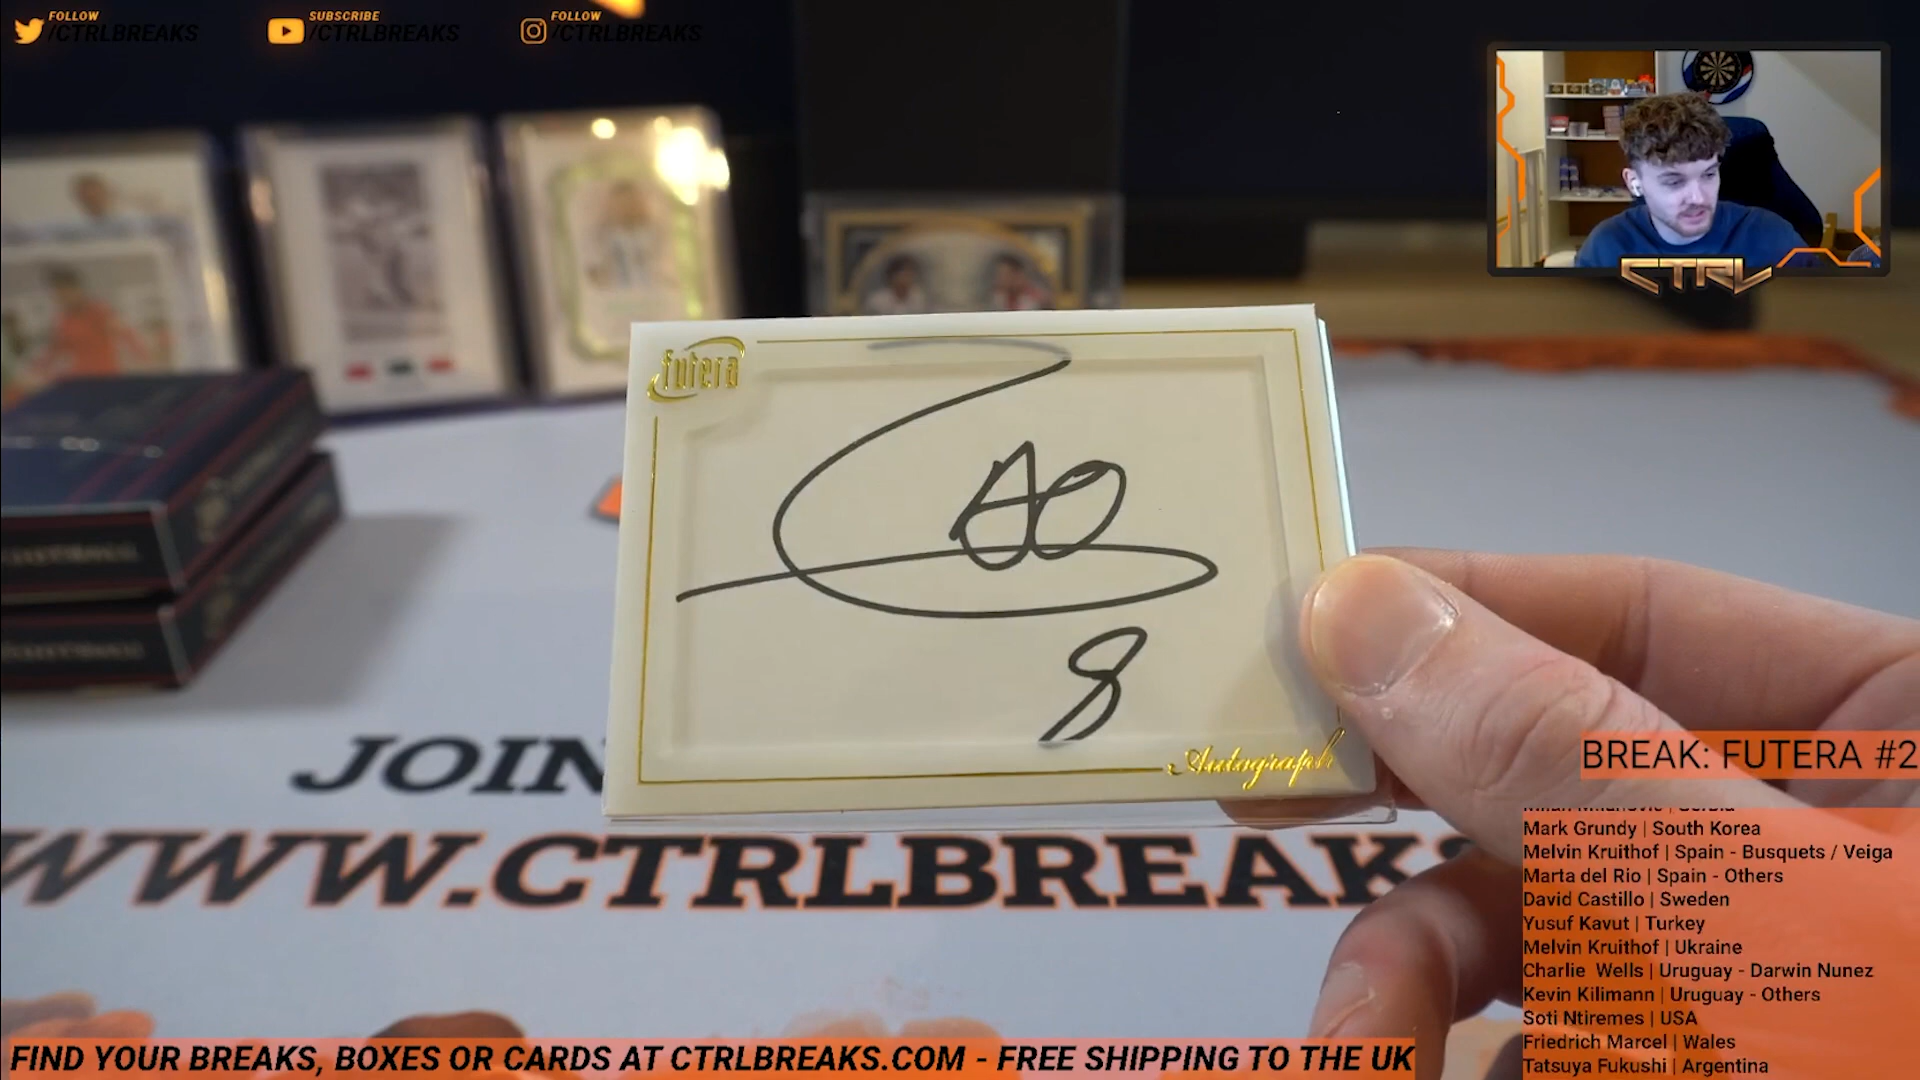 FOLLOW
/CTRLBREAKS
SUBSCRIBE
/CTRLBREAKS
FOLLOW
/CTRLBREAKS
CTRL
futera
8
Autograph
JOIN
WWW.CTRLBREAK
BREAK: FUTERA #2
Mark Grundy | South Korea
Melvin Kruithof | Spain - Busquets / Veiga
Marta del Rio | Spain - Others
David Castillo | Sweden
Yusuf Kavut | Turkey
Melvin Kruithof | Ukraine
Charlie Wells | Uruguay - Darwin Nunez
Kevin Kilimann | Uruguay - Others
Soti Ntiremes | USA
Friedrich Marcel | Wales
Tatsuya Fukushi | Argentina
FIND YOUR BREAKS, BOXES OR CARDS AT CTRLBREAKS.COM - FREE SHIPPING TO THE UK